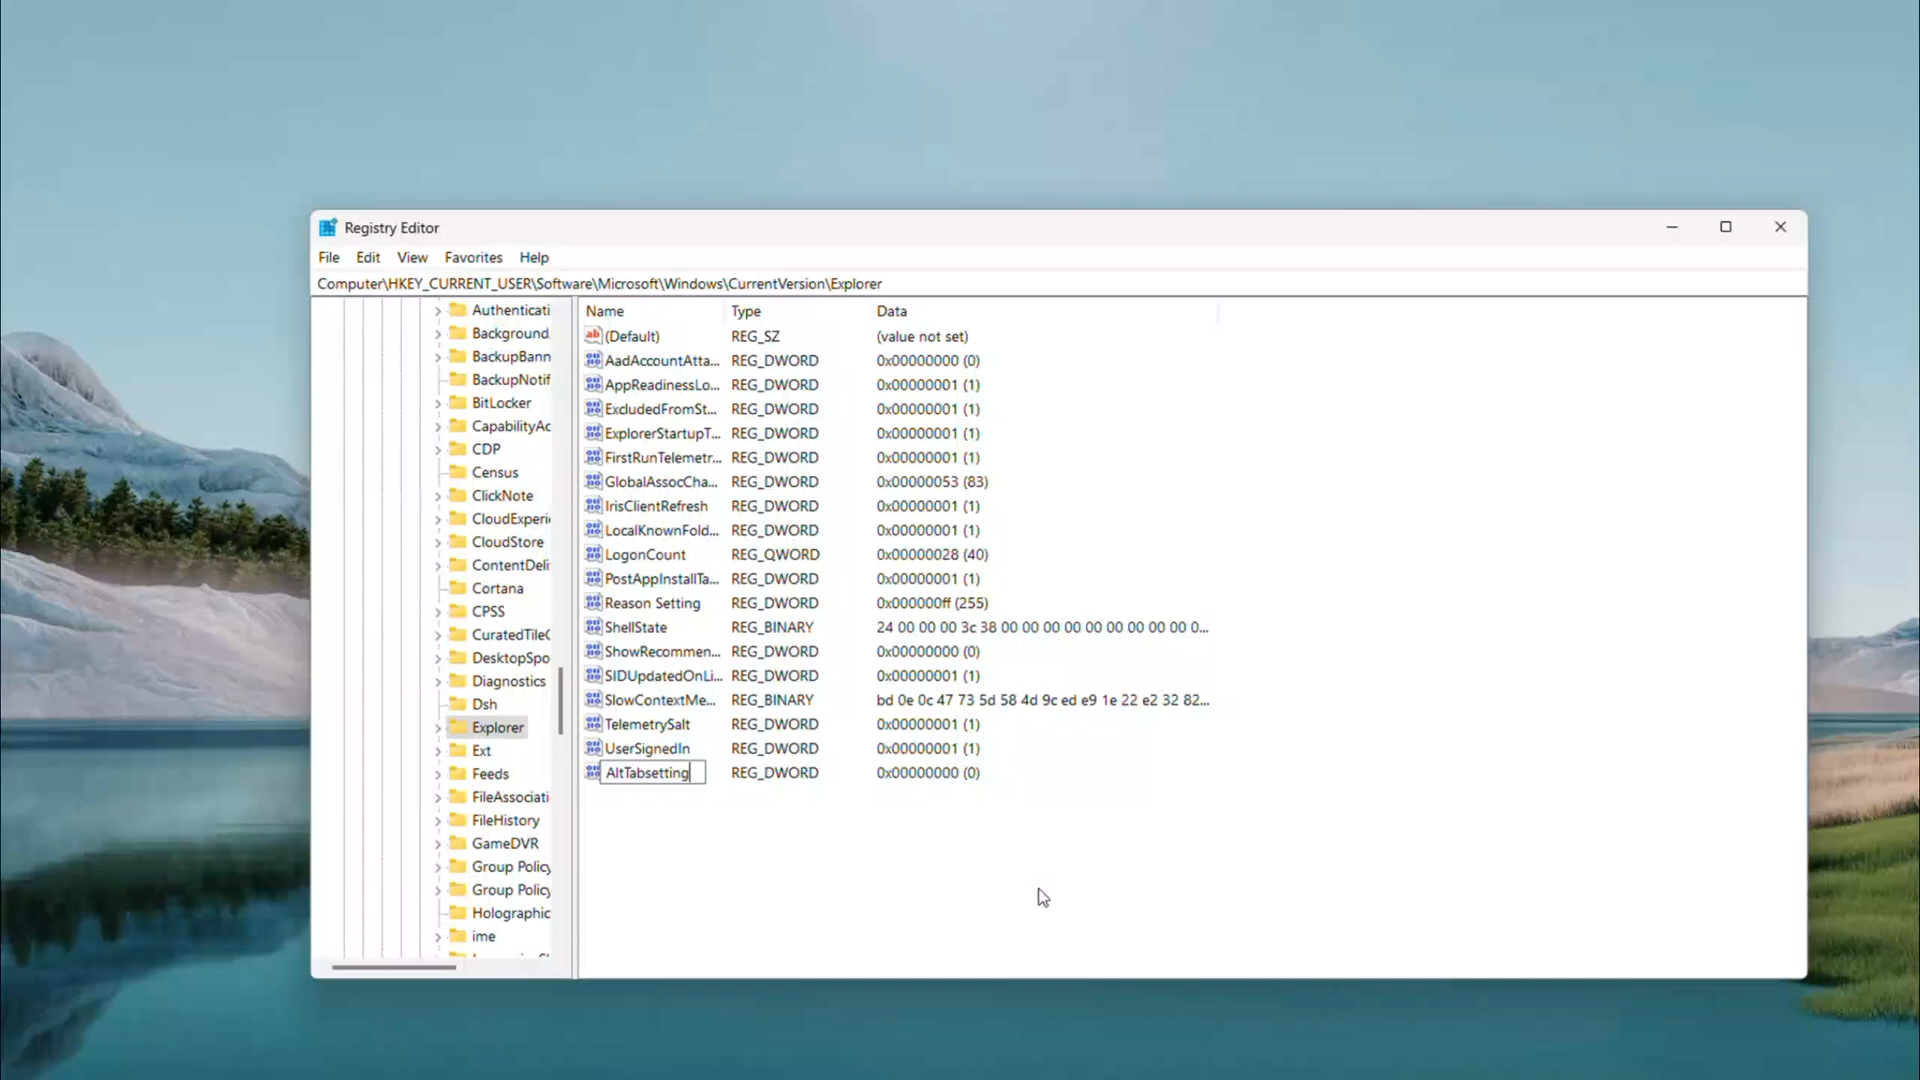 Registry Editor
File Edit View Favorites Help
Computer\HKEY_CURRENT_USER\Software\Microsoft\Windows\CurrentVersion\Explorer
Authenticati
Background
BackupBann
BackupNotif
BitLocker
CapabilityAc
CDP
Census
ClickNote
CloudExperi
CloudStore
ContentDeli
Cortana
CPSS
CuratedTile
DesktopSpo
Diagnostics
Dsh
Explorer
Ext
Feeds
FileAssociati
FileHistory
GameDVR
Group Policy
Group Policy
Holographic
ime
Name Type Data
(Default) REG_SZ (value not set)
AadAccountAtta... REG_DWORD 0x00000000 (0)
AppReadinessLo... REG_DWORD 0x00000001 (1)
ExcludedFromSt... REG_DWORD 0x00000001 (1)
ExplorerStartupT... REG_DWORD 0x00000001 (1)
FirstRunTelemetr... REG_DWORD 0x00000001 (1)
GlobalAssocCha... REG_DWORD 0x00000053 (83)
IrisClientRefresh REG_DWORD 0x00000001 (1)
LocalKnownFold... REG_DWORD 0x00000001 (1)
LogonCount REG_QWORD 0x00000028 (40)
PostAppInstallTa... REG_DWORD 0x00000001 (1)
Reason Setting REG_DWORD 0x000000ff (255)
ShellState REG_BINARY 24 00 00 00 3c 38 00 00 00 00 00 00 00 00 00 0...
ShowRecommen... REG_DWORD 0x00000000 (0)
SIDUpdatedOnLi... REG_DWORD 0x00000001 (1)
SlowContextMe... REG_BINARY bd 0e 0c 47 73 5d 58 4d 9c ed e9 1e 22 e2 32 82...
TelemetrySalt REG_DWORD 0x00000001 (1)
UserSignedIn REG_DWORD 0x00000001 (1)
AltTabsetting REG_DWORD 0x00000000 (0)